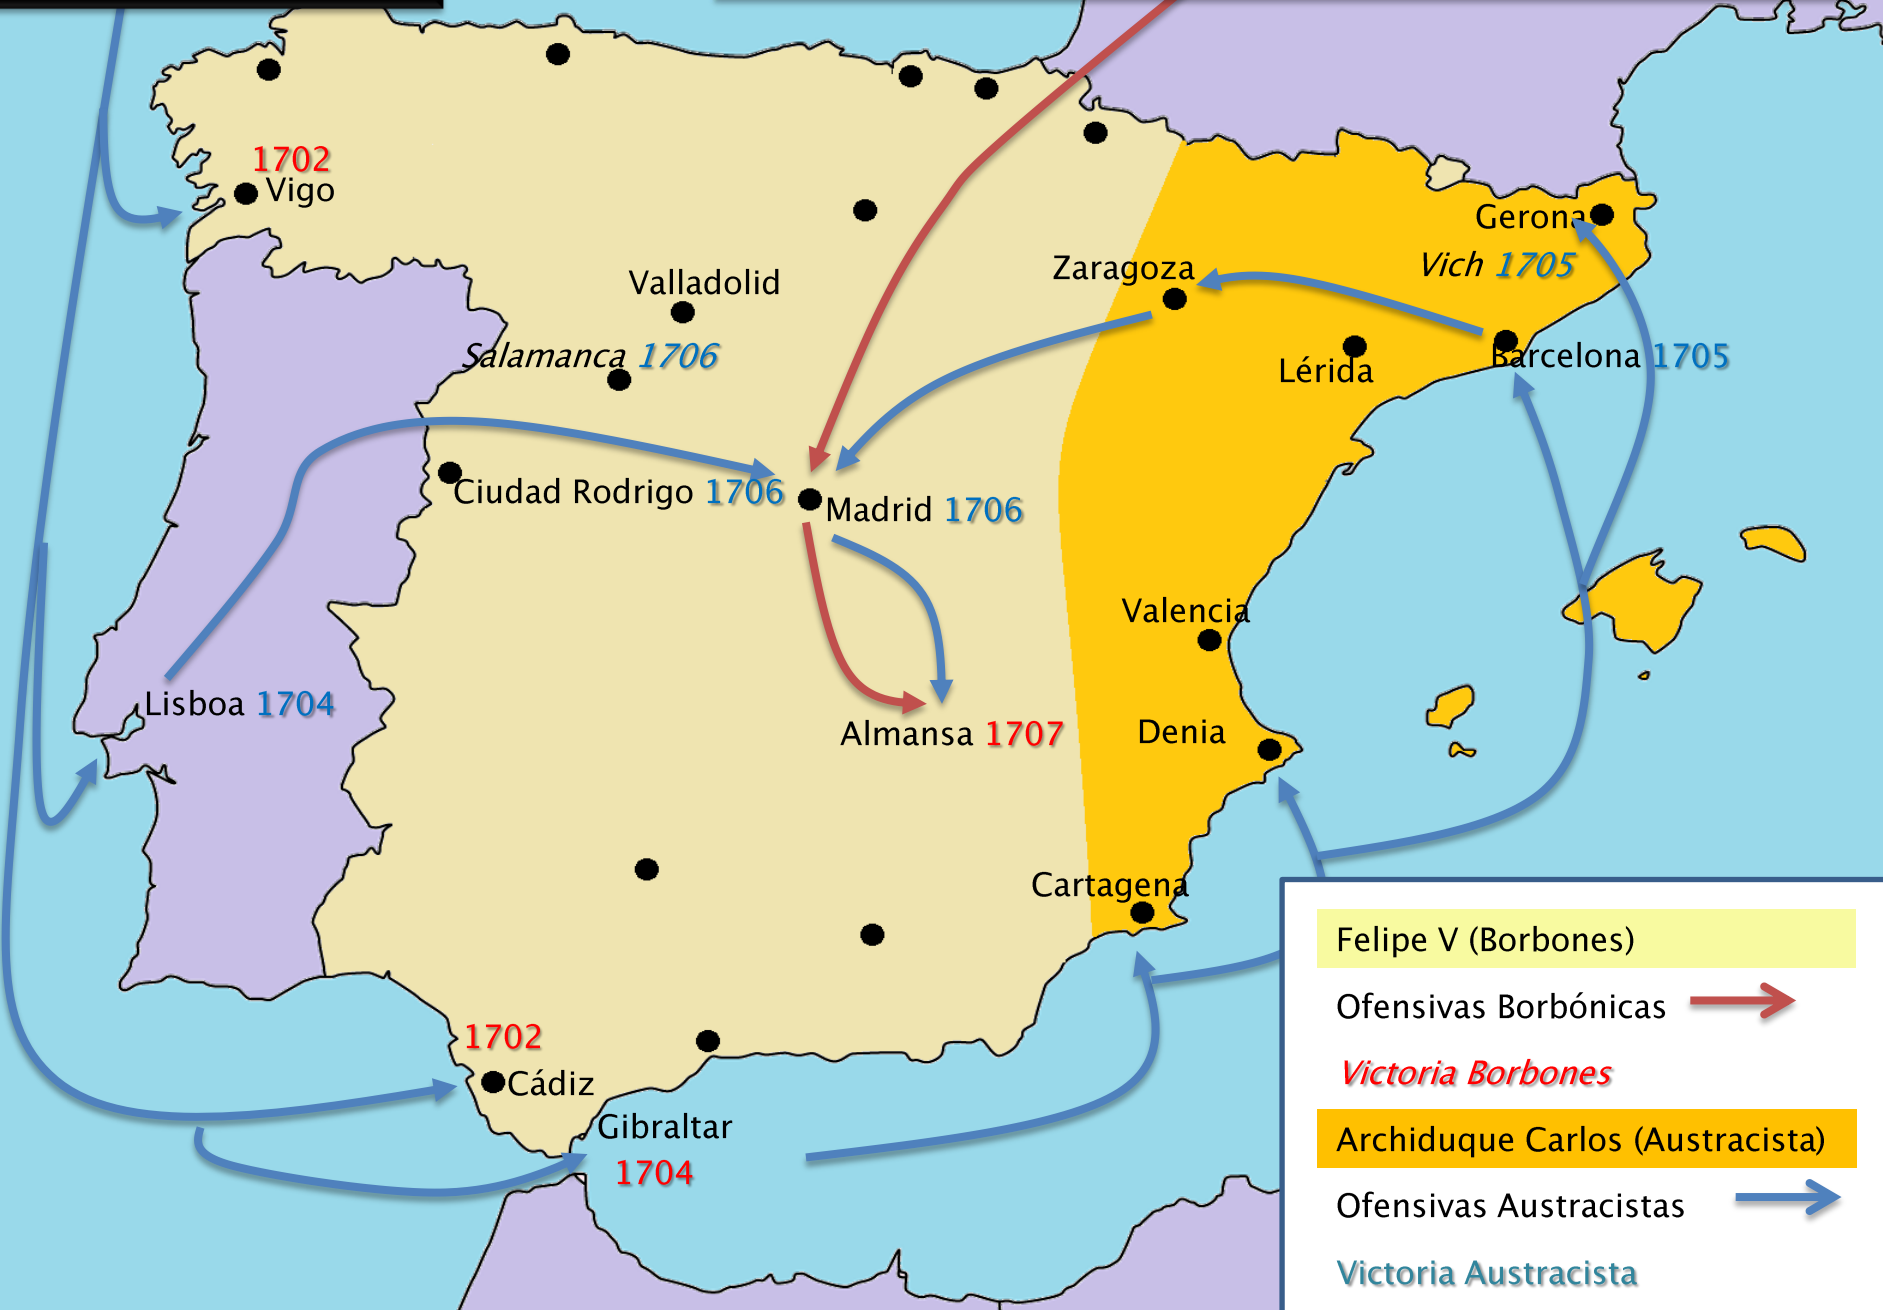 1702
Vigo
Gerona
Vich 1705
Zaragoza
Valladolid
Salamanca 1706
Barcelona 1705
Lérida
Ciudad Rodrigo 1706
Madrid 1706
Valencia
Lisboa 1704
Almansa 1707
Denia
Cartagena
1702
Cádiz
Gibraltar
1704
Felipe V (Borbones)
Ofensivas Borbónicas
Victoria Borbones
Archiduque Carlos (Austracista)
Ofensivas Austracistas
Victoria Austracista